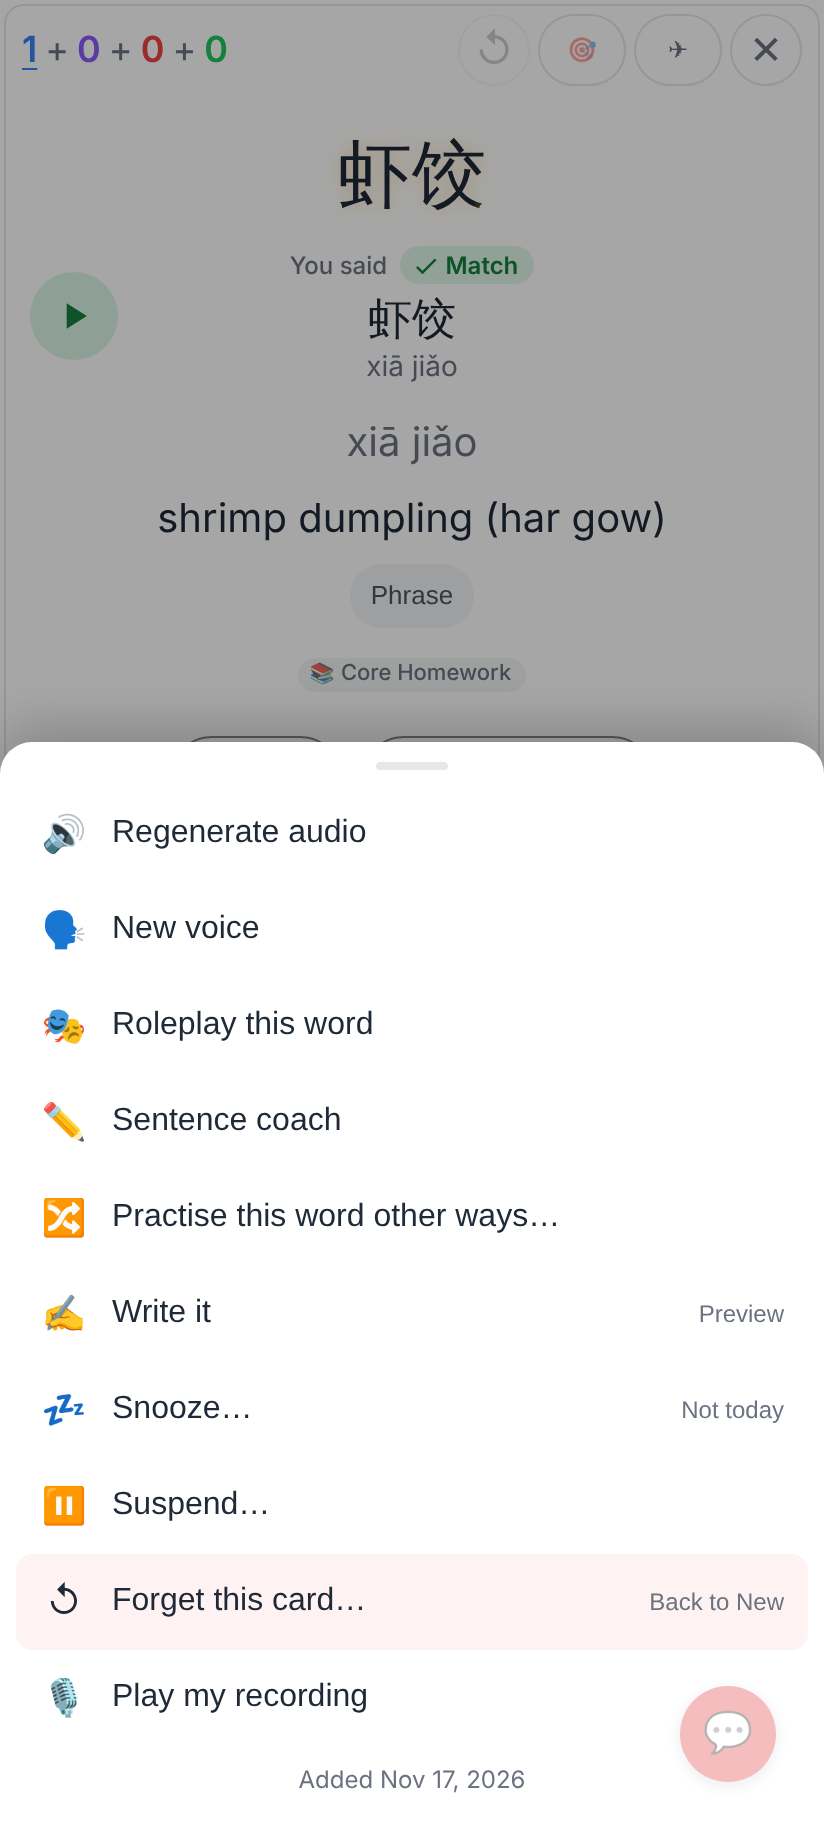 1 + 0 + 0 + 0
虾饺
You said Match
虾饺
xiā jiǎo
xiā jiǎo
shrimp dumpling (har gow)
Phrase
Core Homework
Regenerate audio
New voice
Roleplay this word
Sentence coach
Practise this word other ways…
Write it Preview
Snooze… Not today
Suspend…
Forget this card… Back to New
Play my recording
Added Nov 17, 2026